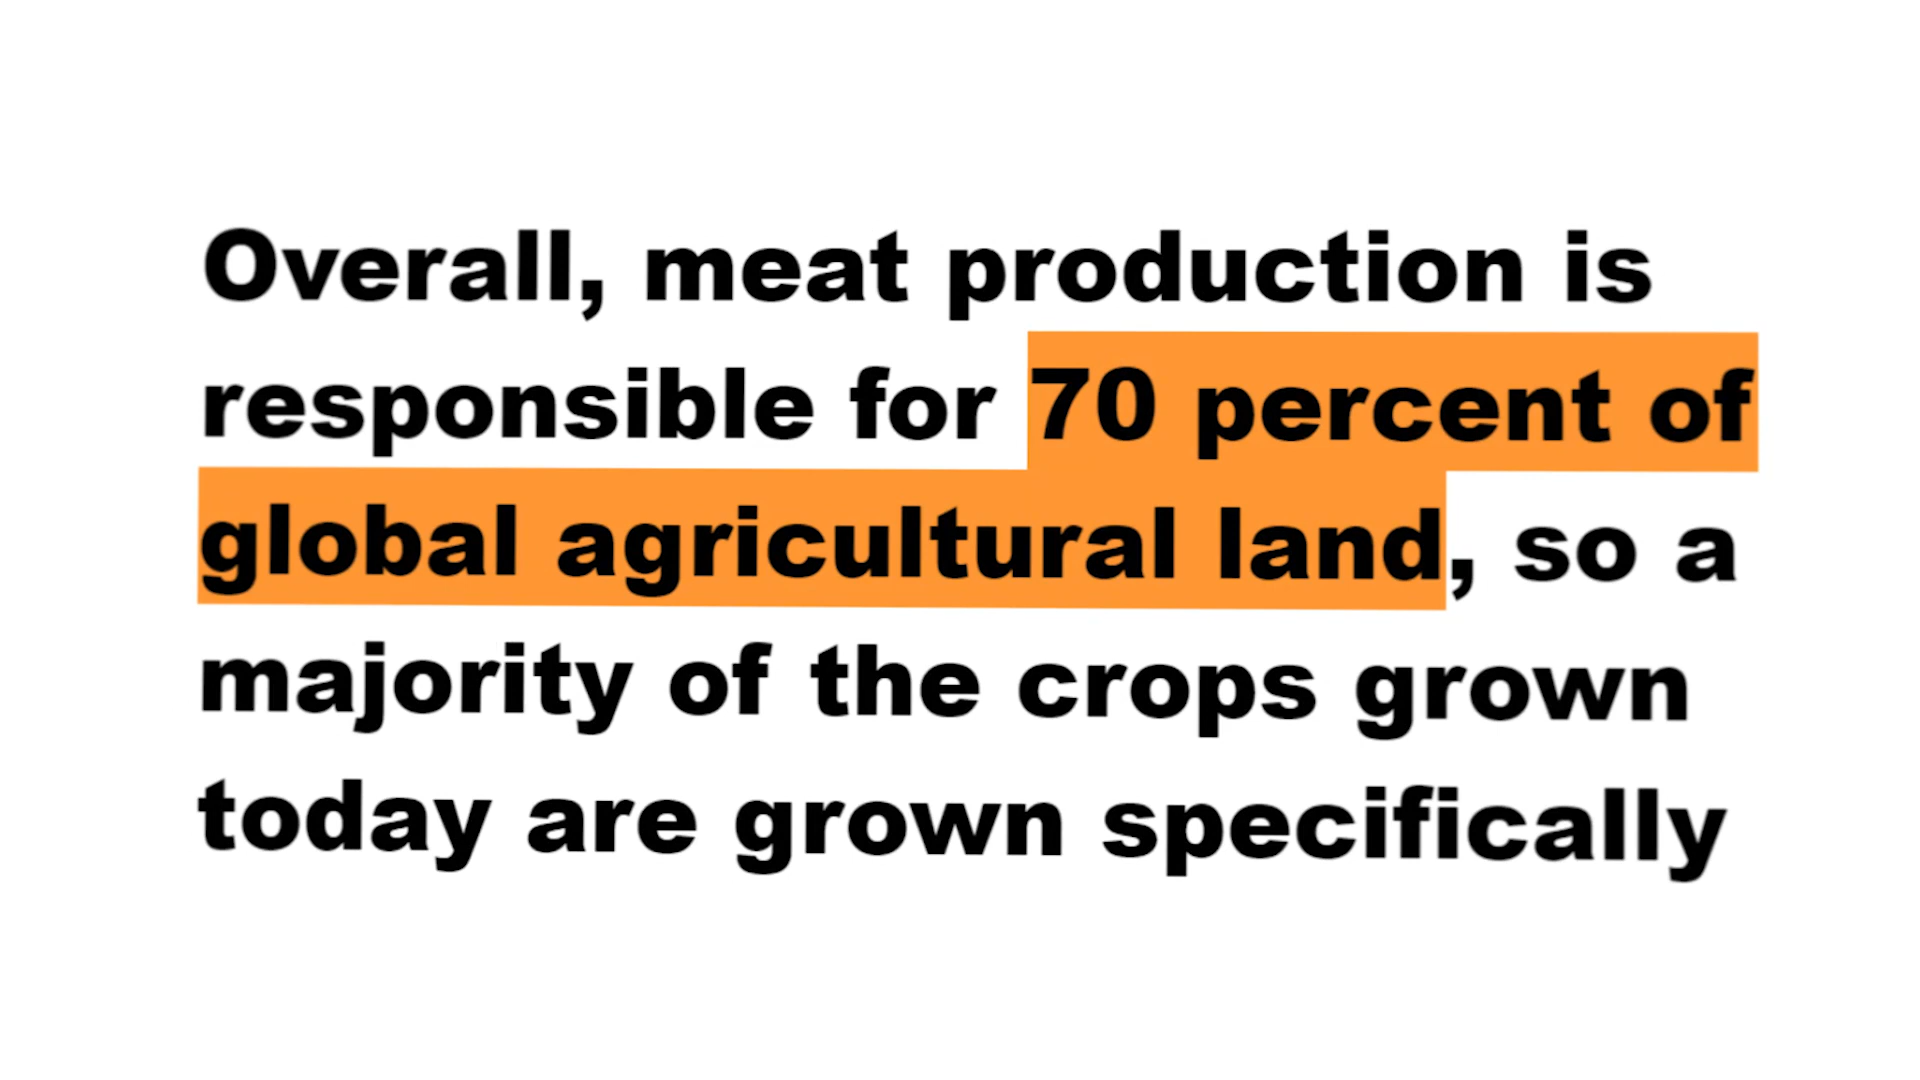 Overall, meat production is
responsible for 70 percent of
global agricultural land, so a
majority of the crops grown
today are grown specifically